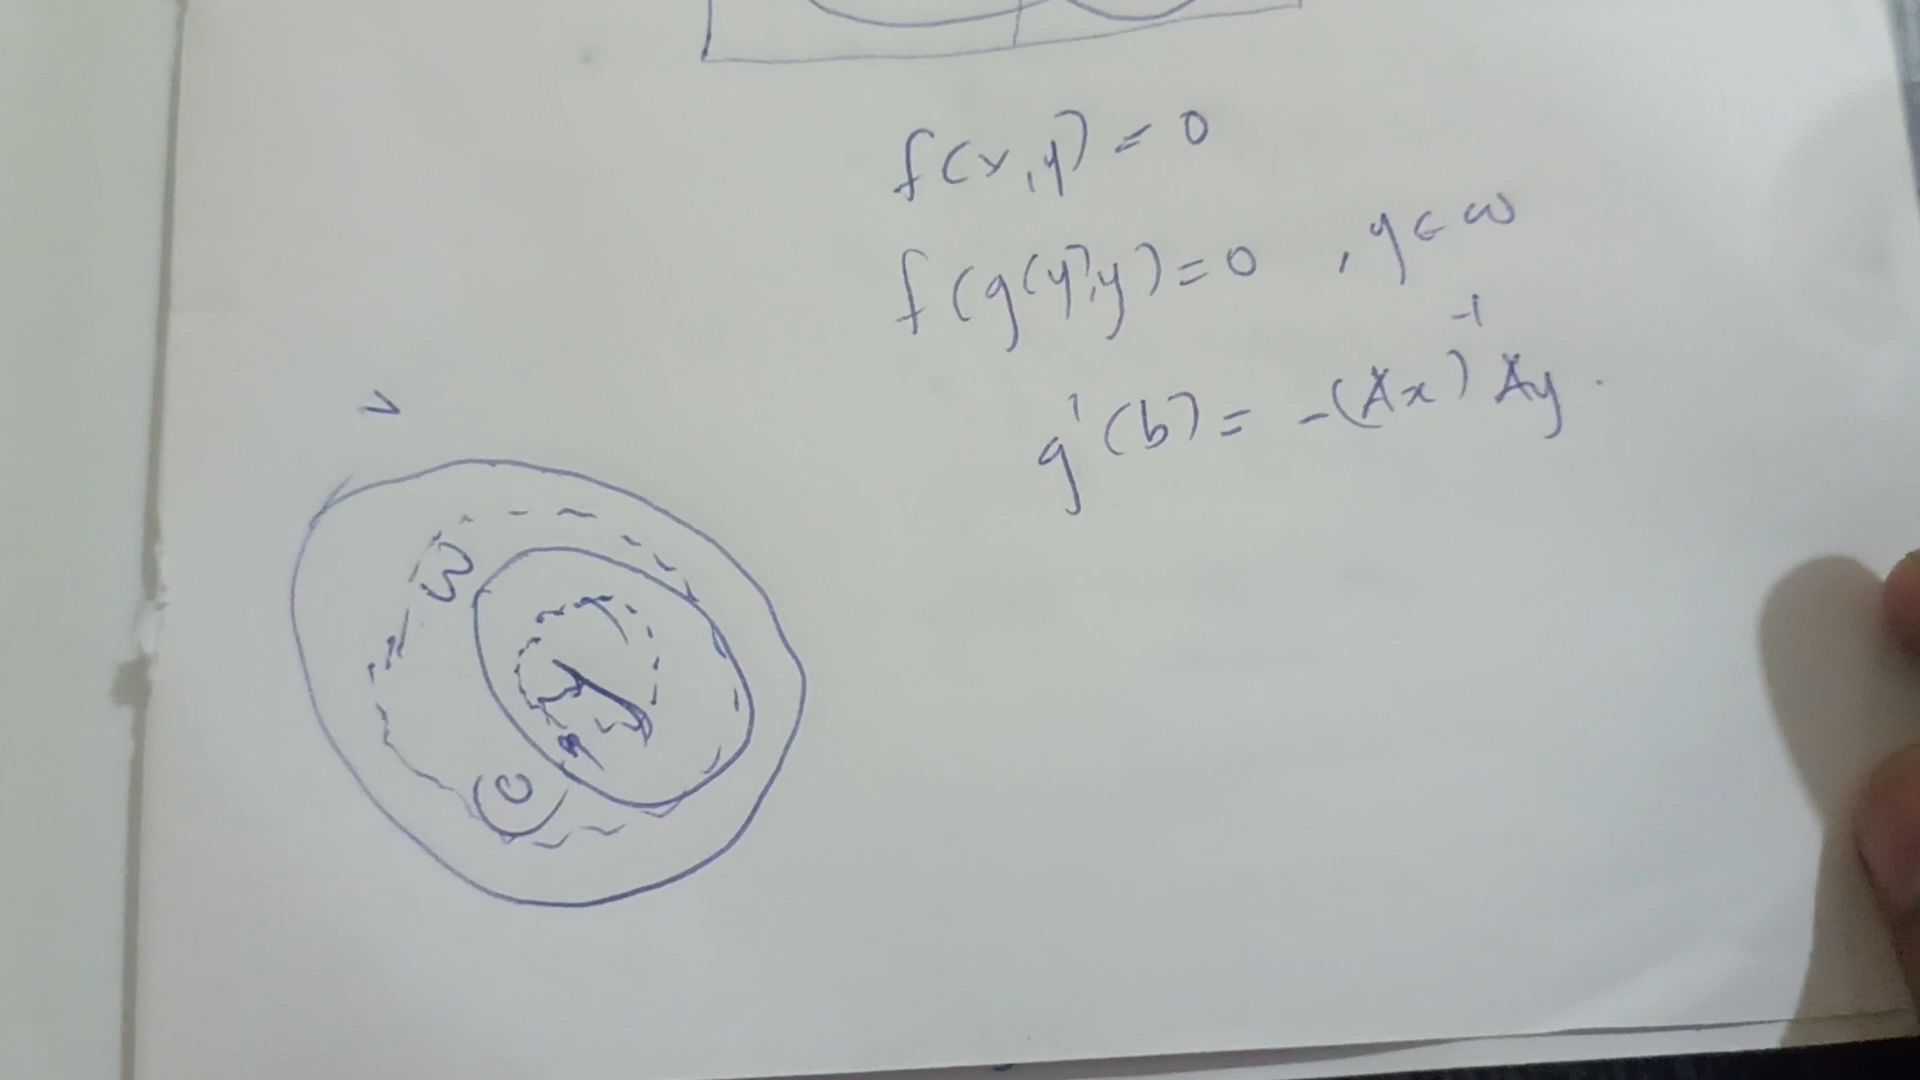 f(x,y) = 0
f(g(y),y) = 0 , y ∈ ω
g'(b) = -(Ax)⁻¹ Ay.